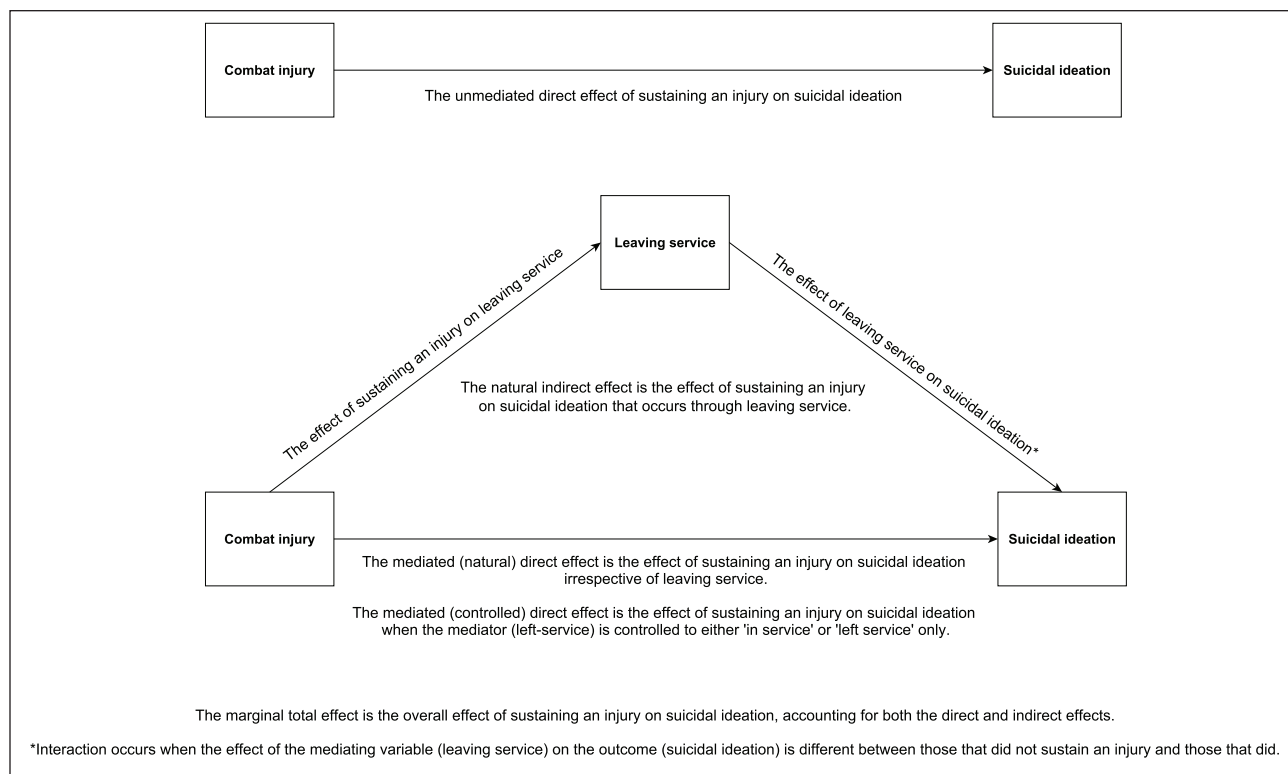 Combat injury
Suicidal ideation
The unmediated direct effect of sustaining an injury on suicidal ideation
Leaving service
The effect of sustaining an injury on leaving service
The effect of leaving service on suicidal ideation*
The natural indirect effect is the effect of sustaining an injury
on suicidal ideation that occurs through leaving service.
Combat injury
Suicidal ideation
The mediated (natural) direct effect is the effect of sustaining an injury on suicidal ideation
irrespective of leaving service.
The mediated (controlled) direct effect is the effect of sustaining an injury on suicidal ideation
when the mediator (left-service) is controlled to either 'in service' or 'left service' only.
The marginal total effect is the overall effect of sustaining an injury on suicidal ideation, accounting for both the direct and indirect effects.
*Interaction occurs when the effect of the mediating variable (leaving service) on the outcome (suicidal ideation) is different between those that did not sustain an injury and those that did.